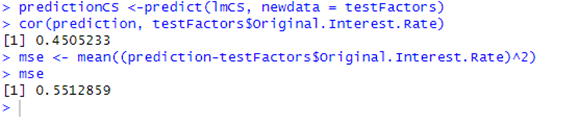 > predictionCS <-predict(lmCS, newdata = testFactors)
> cor(prediction, testFactors$Original.Interest.Rate)
[1] 0.4505233
> mse <- mean((prediction-testFactors$Original.Interest.Rate)^2)
> mse
[1] 0.5512859
>